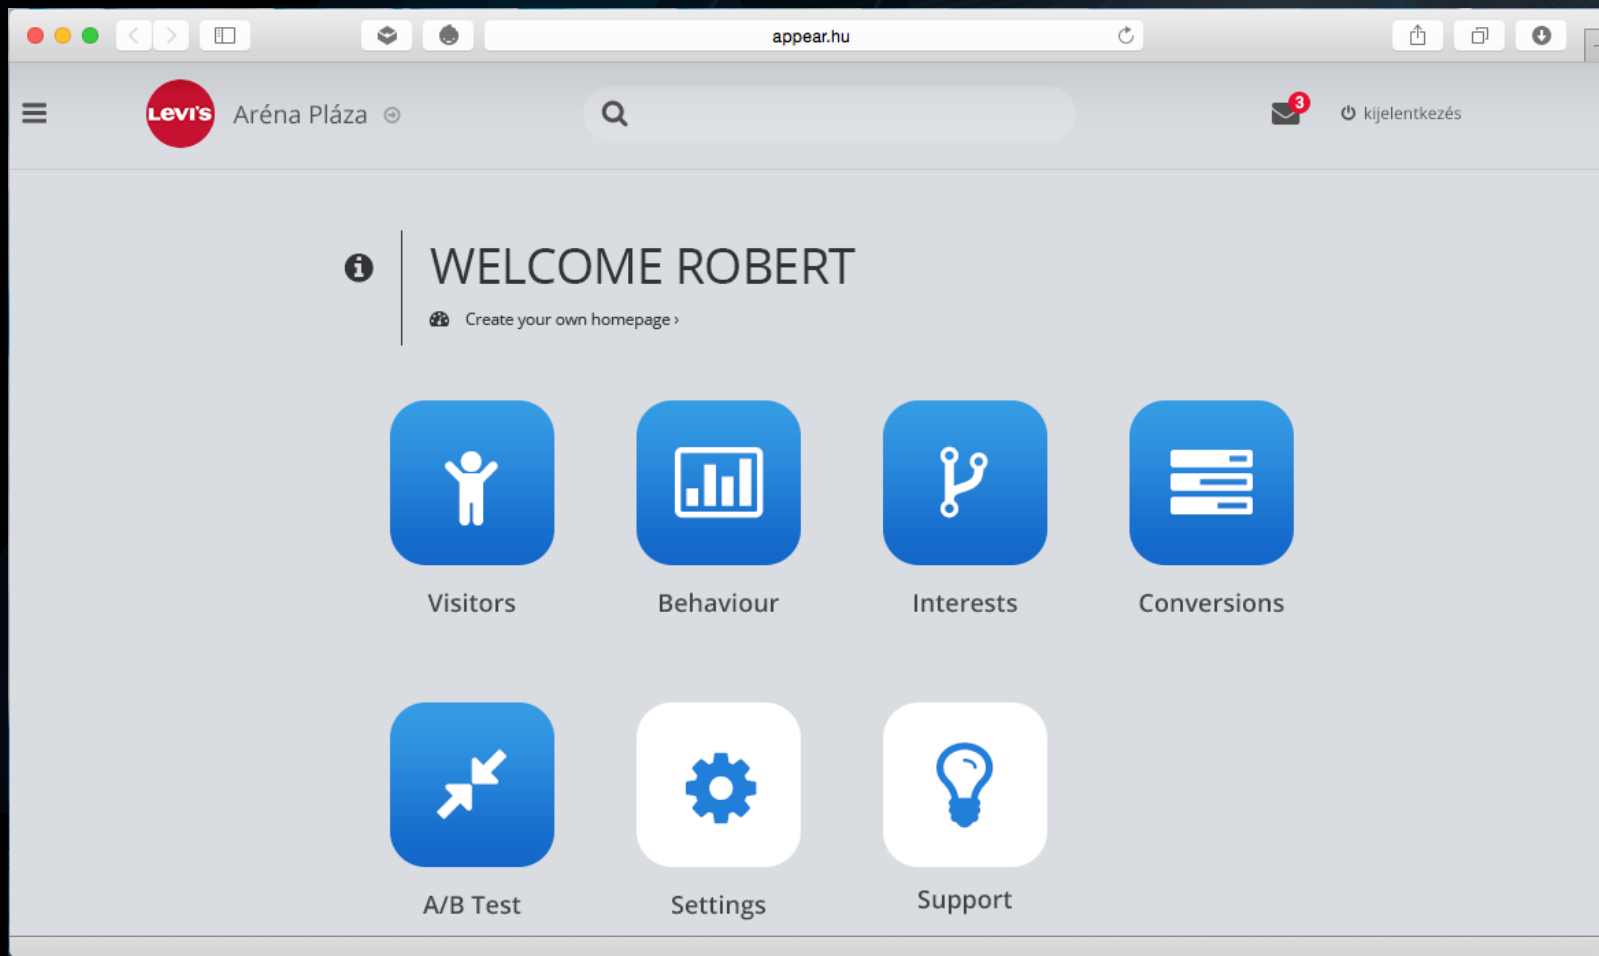 appear.hu
LEVI'S Aréna Pláza
3
kijelentkezés
WELCOME ROBERT
Create your own homepage ›
Visitors
Behaviour
Interests
Conversions
A/B Test
Settings
Support